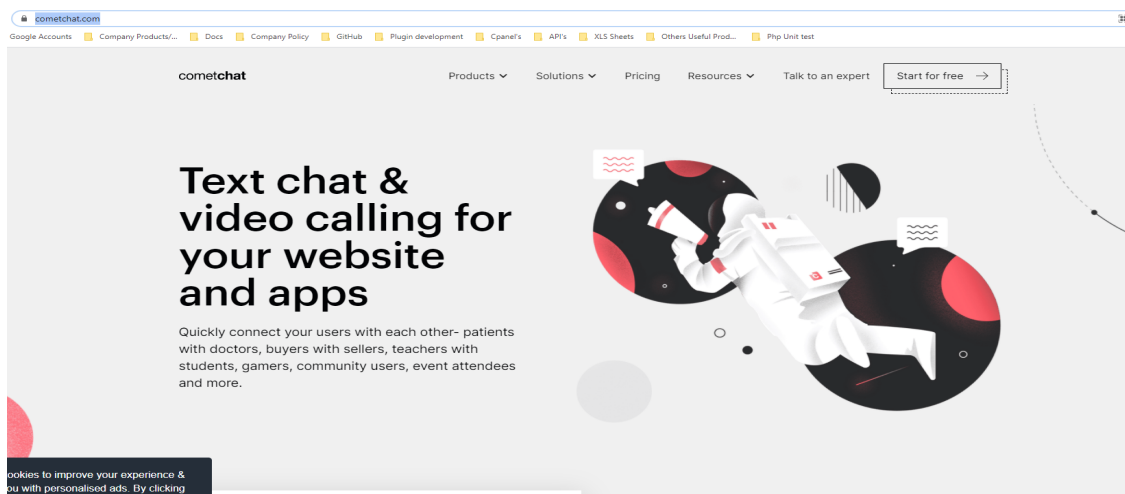 cometchat.com
Google Accounts Company Products/... Docs Company Policy GitHub Plugin development Cpanel's API's XLS Sheets Others Useful Prod... Php Unit test
cometchat Products Solutions Pricing Resources Talk to an expert Start for free
Text chat &
video calling for
your website
and apps
Quickly connect your users with each other- patients
with doctors, buyers with sellers, teachers with
students, gamers, community users, event attendees
and more.
ookies to improve your experience &
ou with personalised ads. By clicking